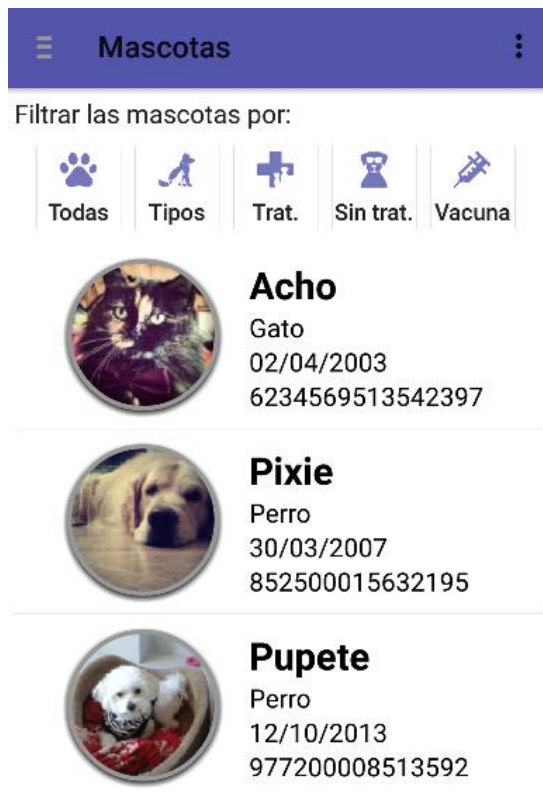 Mascotas
Filtrar las mascotas por:
Todas Tipos Trat. Sin trat. Vacuna
Acho
Gato
02/04/2003
6234569513542397
Pixie
Perro
30/03/2007
852500015632195
Pupete
Perro
12/10/2013
977200008513592